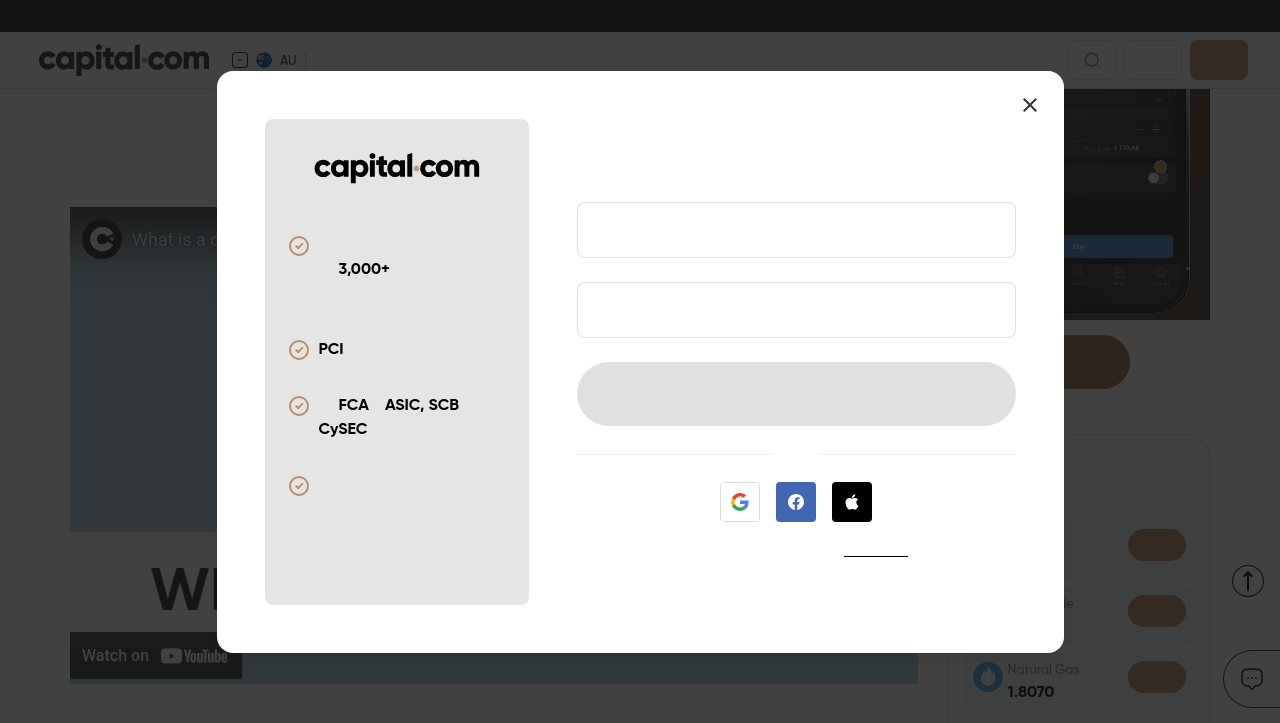 capital.com
AU
capital.com
3,000+
PCI
FCA ASIC, SCB
CySEC
What is a c
Buy
Watch on YouTube
Natural Gas
1.8070